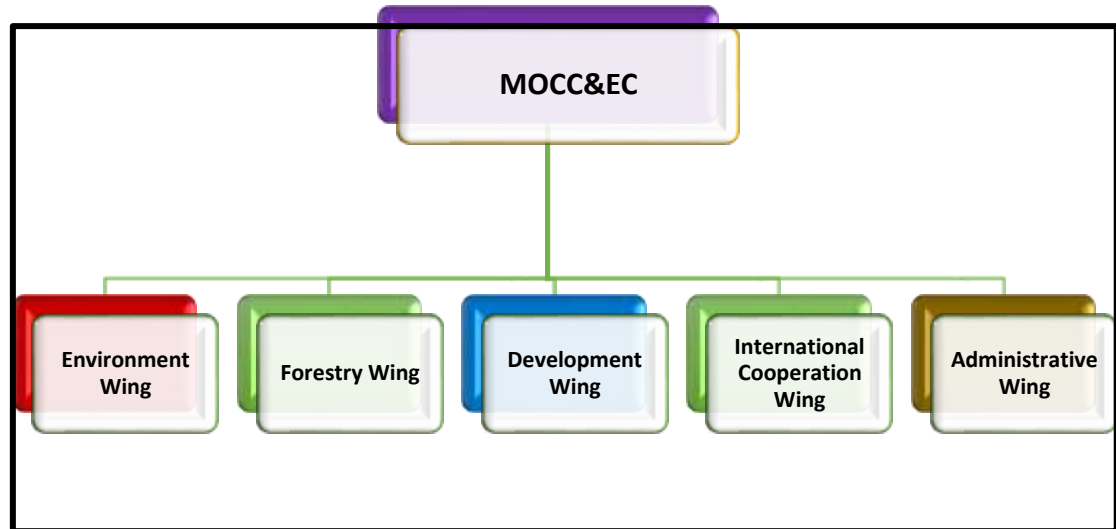 MOCC&EC
Environment
Wing
Forestry Wing
Development
Wing
International
Cooperation
Wing
Administrative
Wing